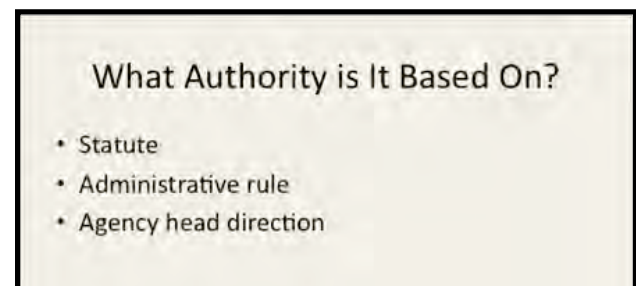 What Authority is It Based On?
• Statute
• Administrative rule
• Agency head direction